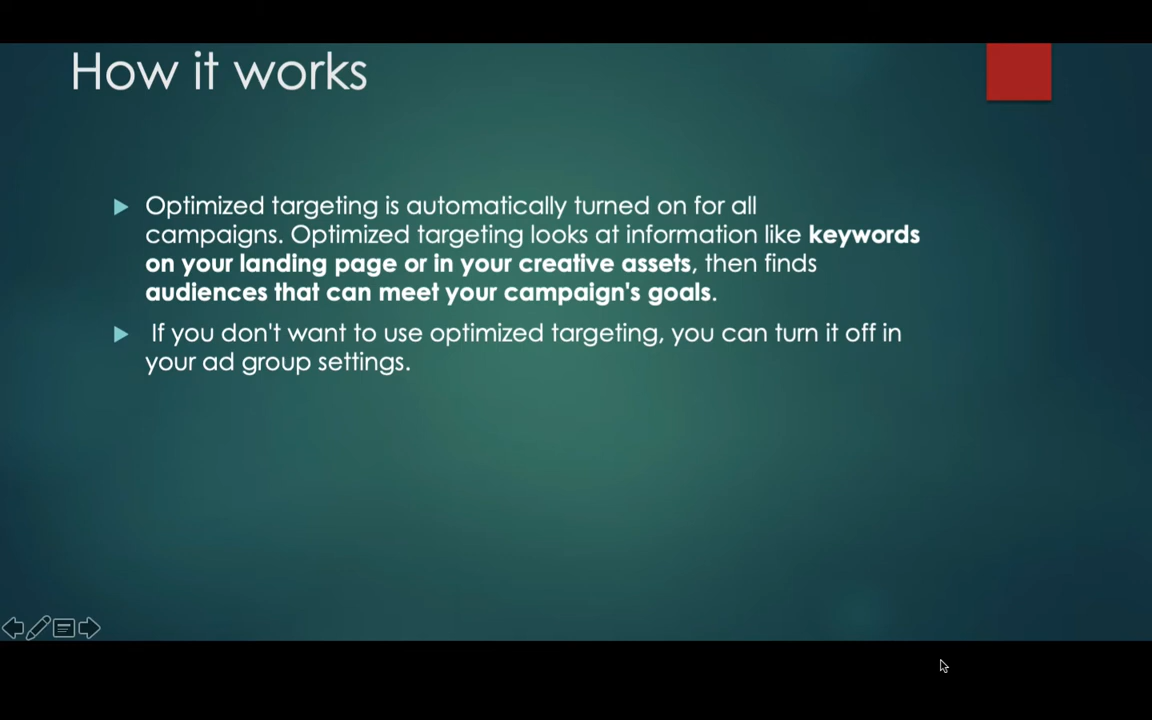 How it works
Optimized targeting is automatically turned on for all
campaigns. Optimized targeting looks at information like keywords
on your landing page or in your creative assets, then finds
audiences that can meet your campaign's goals.
If you don't want to use optimized targeting, you can turn it off in
your ad group settings.